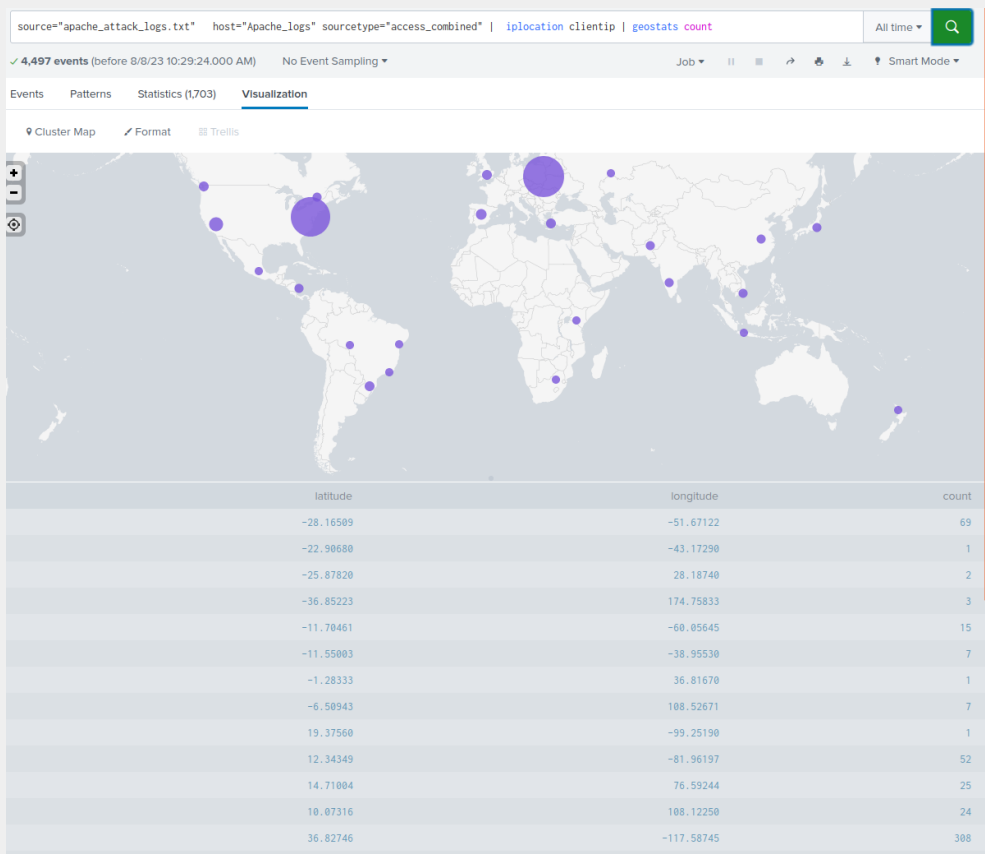 source="apache_attack_logs.txt" host="Apache_logs" sourcetype="access_combined" | iplocation clientip | geostats count
All time
4,497 events (before 8/8/23 10:29:24.000 AM)
No Event Sampling
Job
Smart Mode
Events
Patterns
Statistics (1,703)
Visualization
Cluster Map
Format
Trellis
+
-
latitude longitude count
-28.16509 -51.67122 69
-22.90680 -43.17290 1
-25.87820 28.18740 2
-36.85223 174.75833 3
-11.70461 -60.05645 15
-11.55003 -38.95530 7
-1.28333 36.81670 1
-6.50943 108.52671 7
19.37560 -99.25190 1
12.34349 -81.96197 52
14.71004 76.59244 25
10.07316 108.12250 24
36.82746 -117.58745 308